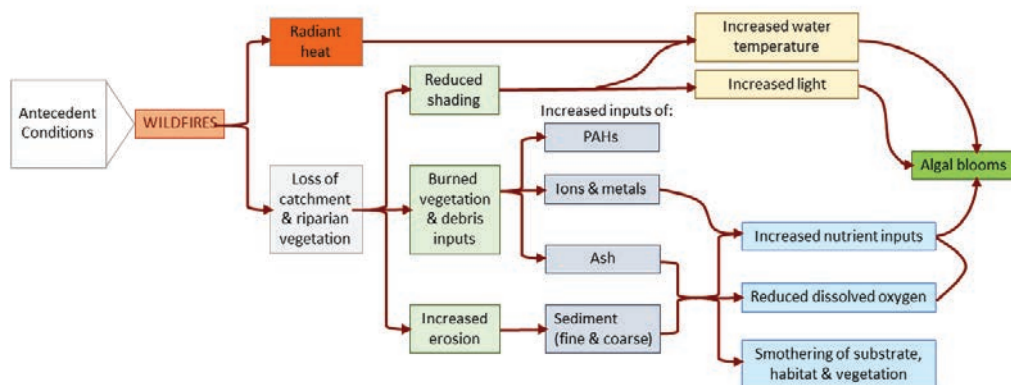 Antecedent
Conditions
WILDFIRES
Radiant
heat
Loss of
catchment
& riparian
vegetation
Reduced
shading
Burned
vegetation
& debris
inputs
Increased
erosion
Increased inputs of:
PAHs
Ions & metals
Ash
Sediment
(fine & coarse)
Increased water
temperature
Increased light
Increased nutrient inputs
Reduced dissolved oxygen
Smothering of substrate,
habitat & vegetation
Algal blooms